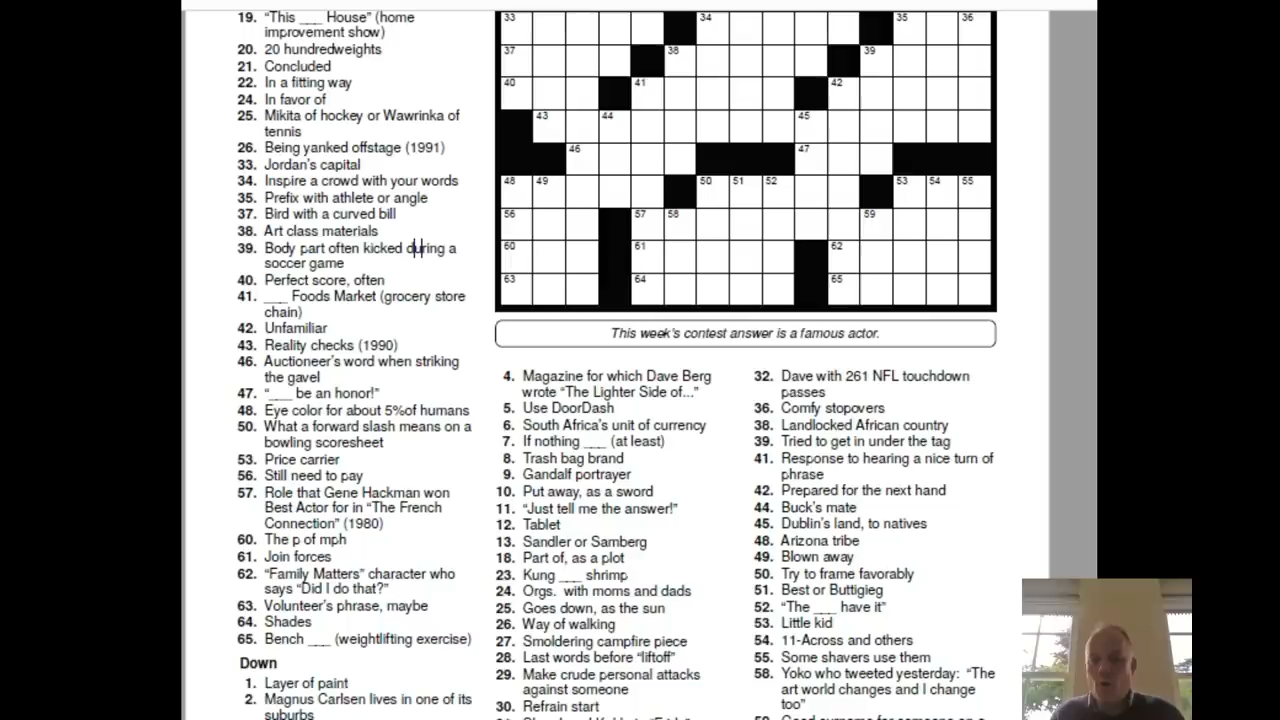 19. "This ___ House" (home
improvement show)
20. 20 hundredweights
21. Concluded
22. In a fitting way
24. In favor of
25. Mikita of hockey or Wawrinka of
tennis
26. Being yanked offstage (1991)
33. Jordan's capital
34. Inspire a crowd with your words
35. Prefix with athlete or angle
37. Bird with a curved bill
38. Art class materials
39. Body part often kicked during a
soccer game
40. Perfect score, often
41. ___ Foods Market (grocery store
chain)
42. Unfamiliar
43. Reality checks (1990)
46. Auctioneer's word when striking
the gavel
47. "___ be an honor!"
48. Eye color for about 5%of humans
50. What a forward slash means on a
bowling scoresheet
53. Price carrier
56. Still need to pay
57. Role that Gene Hackman won
Best Actor for in "The French
Connection" (1980)
60. The p of mph
61. Join forces
62. "Family Matters" character who
says "Did I do that?"
63. Volunteer's phrase, maybe
64. Shades
65. Bench ___ (weightlifting exercise)
Down
1. Layer of paint
2. Magnus Carlsen lives in one of its
suburbs
33 34 35 36
37 38 39
40 41 42
43 44 45
46 47
48 49 50 51 52 53 54 55
56 57 58 59
60 61 62
63 64 65
This week's contest answer is a famous actor.
4. Magazine for which Dave Berg
wrote "The Lighter Side of..."
5. Use DoorDash
6. South Africa's unit of currency
7. If nothing ___ (at least)
8. Trash bag brand
9. Gandalf portrayer
10. Put away, as a sword
11. "Just tell me the answer!"
12. Tablet
13. Sandler or Samberg
18. Part of, as a plot
23. Kung ___ shrimp
24. Orgs. with moms and dads
25. Goes down, as the sun
26. Way of walking
27. Smoldering campfire piece
28. Last words before "liftoff"
29. Make crude personal attacks
against someone
30. Refrain start
32. Dave with 261 NFL touchdown
passes
36. Comfy stopovers
38. Landlocked African country
39. Tried to get in under the tag
41. Response to hearing a nice turn of
phrase
42. Prepared for the next hand
44. Buck's mate
45. Dublin's land, to natives
48. Arizona tribe
49. Blown away
50. Try to frame favorably
51. Best or Buttigieg
52. "The ___ have it"
53. Little kid
54. 11-Across and others
55. Some shavers use them
58. Yoko who tweeted yesterday: "The
art world changes and I change
too"